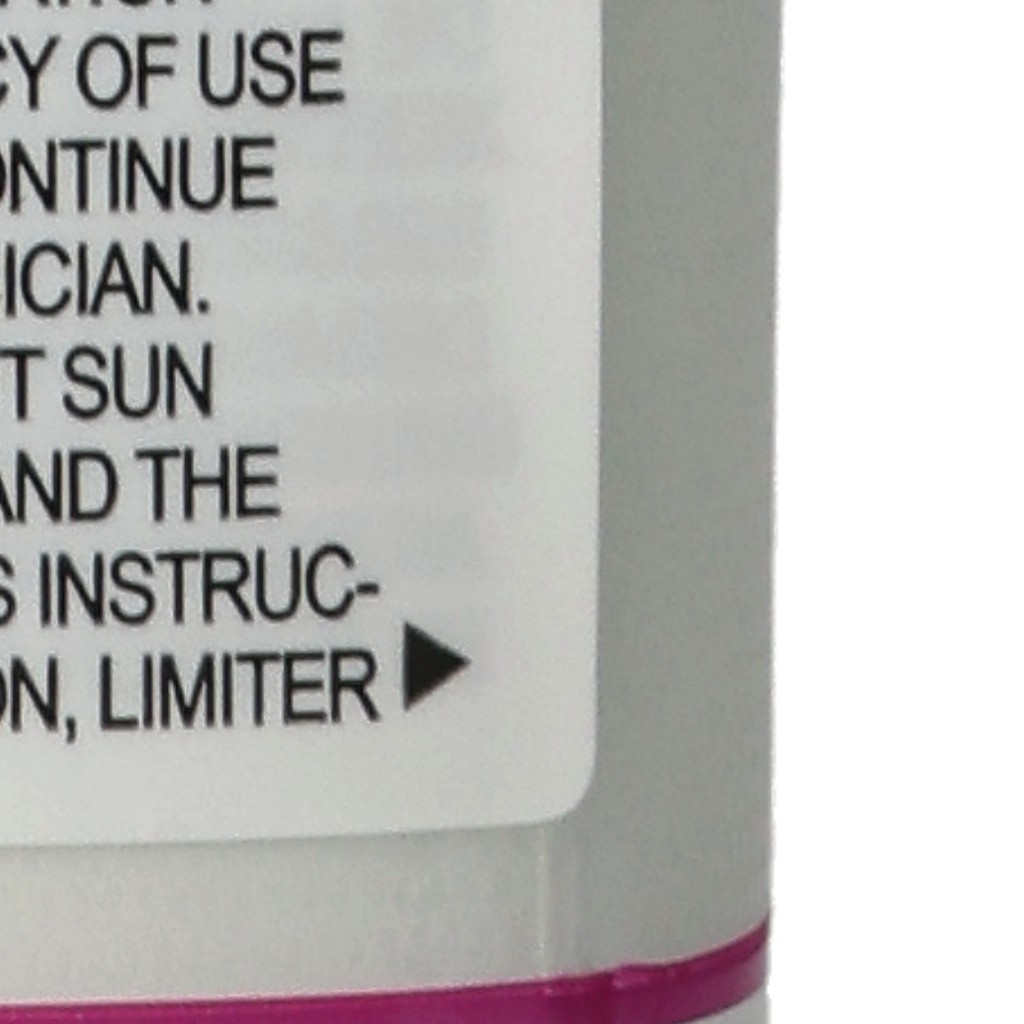 CY OF USE
ONTINUE
ICIAN.
T SUN
AND THE
S INSTRUC-
ON, LIMITER